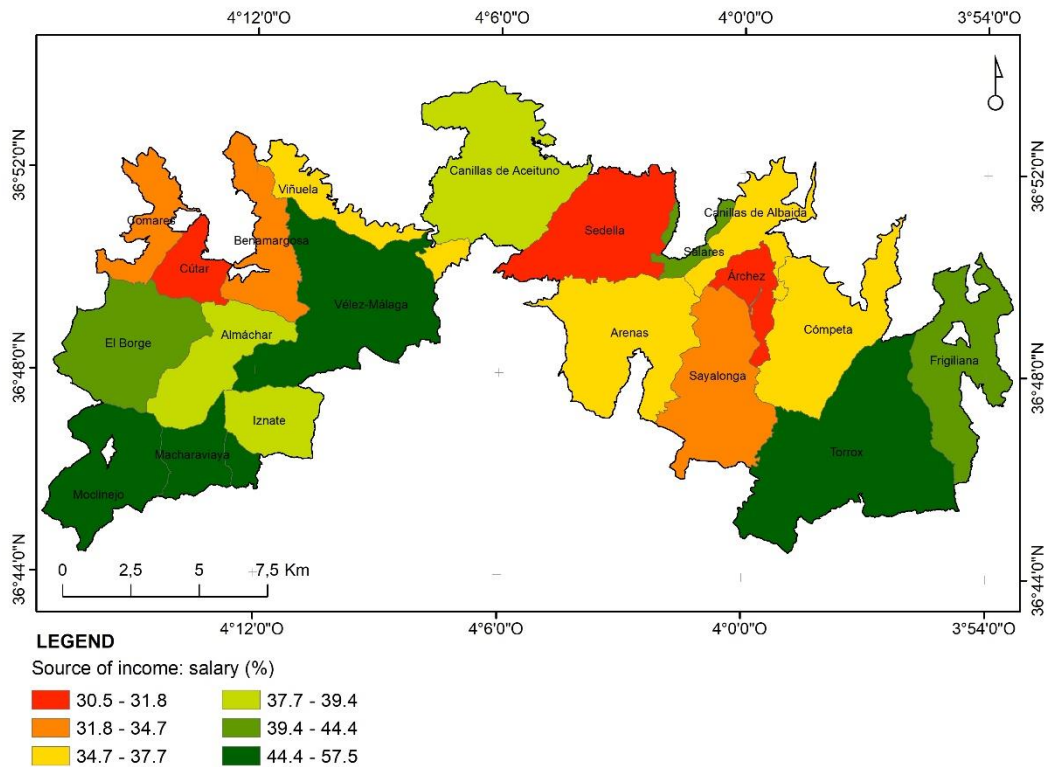 4°12'0"O 4°6'0"O 4°0'0"O 3°54'0"O
36°52'0"N 36°52'0"N
36°48'0"N 36°48'0"N
36°44'0"N 36°44'0"N
Canillas de Aceituno
Viñuela
Comares
Benamargosa
Canillas de Albaida
Sedella
Salares
Cútar
Árchez
Vélez-Málaga
Almáchar
Arenas
Cómpeta
El Borge
Frigiliana
Sayalonga
Iznate
Macharaviaya
Torrox
Moclinejo
0 2,5 6 7,5 Km
4°12'0"O 4°6'0"O 4°0'0"O 3°54'0"O
LEGEND
Source of income: salary (%)
30.5 - 31.8 37.7 - 39.4
31.8 - 34.7 39.4 - 44.4
34.7 - 37.7 44.4 - 57.5